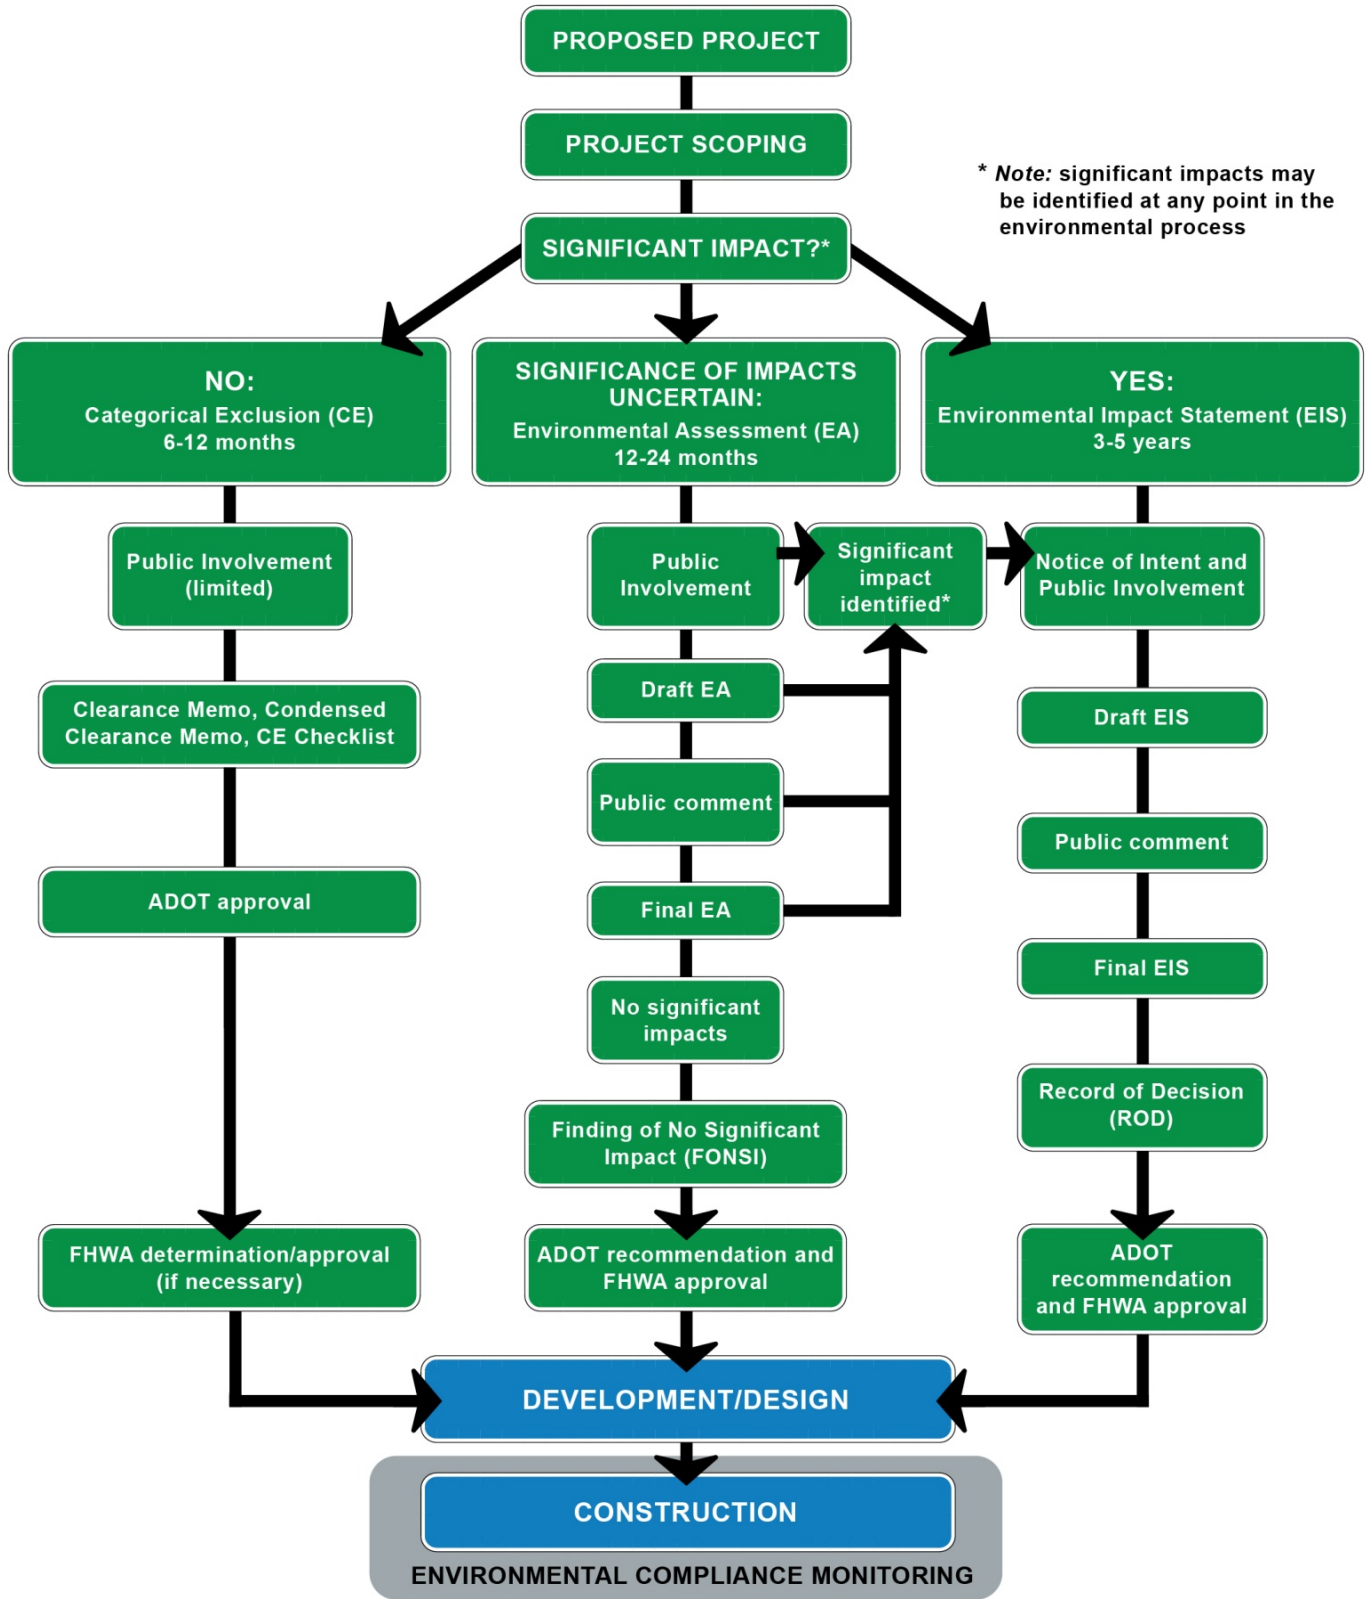 PROPOSED PROJECT
PROJECT SCOPING
* Note: significant impacts may
be identified at any point in the
environmental process
SIGNIFICANT IMPACT?*
NO:
Categorical Exclusion (CE)
6-12 months
SIGNIFICANCE OF IMPACTS
UNCERTAIN:
Environmental Assessment (EA)
12-24 months
YES:
Environmental Impact Statement (EIS)
3-5 years
Public Involvement
(limited)
Clearance Memo, Condensed
Clearance Memo, CE Checklist
ADOT approval
FHWA determination/approval
(if necessary)
Public
Involvement
Significant
impact
identified*
Draft EA
Public comment
Final EA
No significant
impacts
Finding of No Significant
Impact (FONSI)
ADOT recommendation and
FHWA approval
Notice of Intent and
Public Involvement
Draft EIS
Public comment
Final EIS
Record of Decision
(ROD)
ADOT
recommendation
and FHWA approval
DEVELOPMENT/DESIGN
CONSTRUCTION
ENVIRONMENTAL COMPLIANCE MONITORING